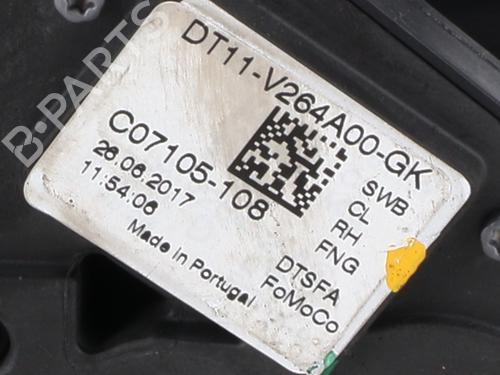 DT11-V264A00-GK
C07105-108
26.06.2017
11:54:06
Made in Portugal
SWB
CL
RH
FNG
DTSFA
FoMoCo
B-PARTS